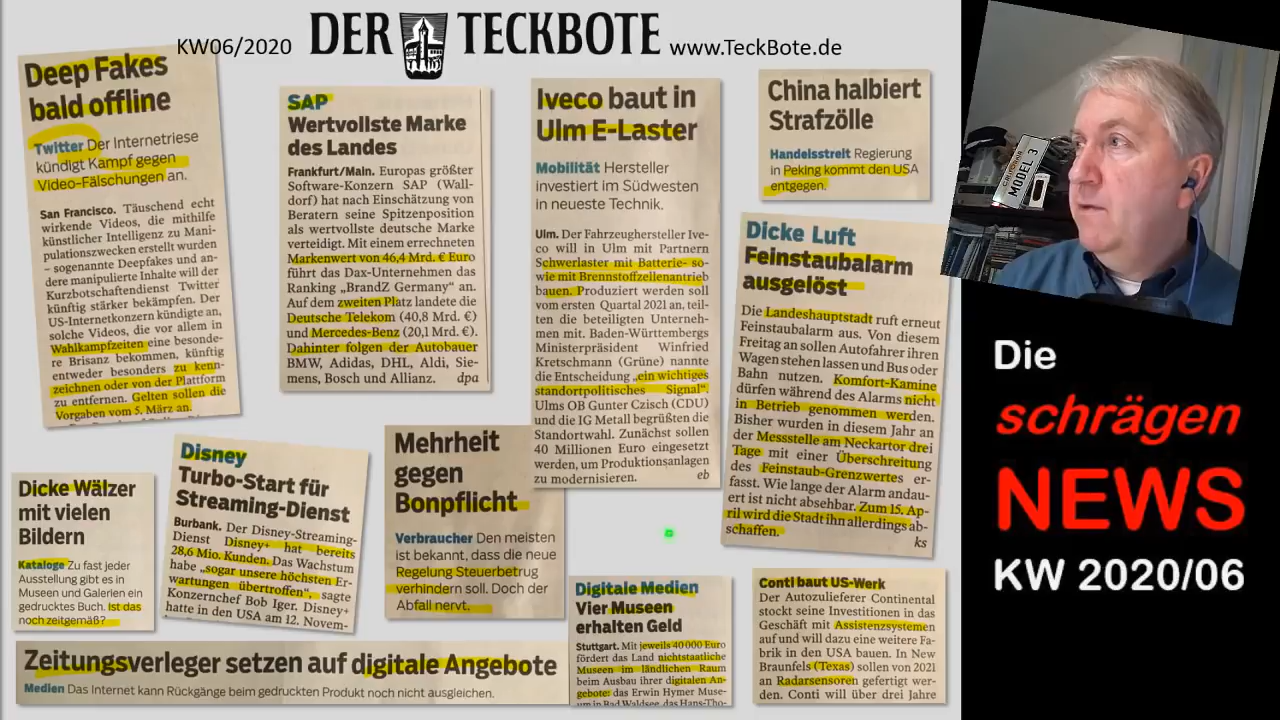 KW06/2020
DER TECKBOTE
www.TeckBote.de
Deep Fakes
bald offline
Twitter Der Internetriese
kündigt Kampf gegen
Video-Fälschungen an.
San Francisco. Täuschend echt
wirkende Videos, die mithilfe
künstlicher Intelligenz zu Mani-
pulationszwecken erstellt wurden
– sogenannte Deepfakes und an-
dere manipulierte Inhalte will der
Kurzbotschaftendienst Twitter
künftig stärker bekämpfen. Der
US-Internetkonzern kündigte an,
solche Videos, die vor allem in
Wahlkampfzeiten eine besonde-
re Brisanz bekommen, künftig
entweder besonders zu kenn-
zeichnen oder von der Plattform
zu entfernen. Gelten sollen die
Vorgaben vom 5. März an.
SAP
Wertvollste Marke
des Landes
Frankfurt/Main. Europas größter
Software-Konzern SAP (Wall-
dorf) hat nach Einschätzung von
Beratern seine Spitzenposition
als wertvollste deutsche Marke
verteidigt. Mit einem errechneten
Markenwert von 46,4 Mrd. € Euro
führt das Dax-Unternehmen das
Ranking „BrandZ Germany“ an.
Auf dem zweiten Platz landete die
Deutsche Telekom (40,8 Mrd. €)
und Mercedes-Benz (20,1 Mrd. €).
Dahinter folgen der Autobauer
BMW, Adidas, DHL, Aldi, Sie-
mens, Bosch und Allianz. dpa
Iveco baut in
Ulm E-Laster
Mobilität Hersteller
investiert im Südwesten
in neueste Technik.
Ulm. Der Fahrzeughersteller Ive-
co will in Ulm mit Partnern
Schwerlaster mit Batterie- so-
wie mit Brennstoffzellenantrieb
bauen. Produziert werden soll
vom ersten Quartal 2021 an, teil-
ten die beteiligten Unterneh-
men mit. Baden-Württembergs
Ministerpräsident Winfried
Kretschmann (Grüne) nannte
die Entscheidung „ein wichtiges
standortpolitisches Signal“.
Ulms OB Gunter Czisch (CDU)
und die IG Metall begrüßten die
Standortwahl. Zunächst sollen
40 Millionen Euro eingesetzt
werden, um Produktionsanlagen
zu modernisieren. eb
China halbiert
Strafzölle
Handelsstreit Regierung
in Peking kommt den USA
entgegen.
Dicke Luft
Feinstaubalarm
ausgelöst
Die Landeshauptstadt ruft erneut
Feinstaubalarm aus. Von diesem
Freitag an sollen Autofahrer ihren
Wagen stehen lassen und Bus oder
Bahn nutzen. Komfort-Kamine
dürfen während des Alarms nicht
in Betrieb genommen werden.
Bisher wurden in diesem Jahr an
der Messstelle am Neckartor drei
Tage mit einer Überschreitung
des Feinstaub-Grenzwertes er-
fasst. Wie lange der Alarm andau-
ert ist nicht absehbar. Zum 15. Ap-
ril wird die Stadt ihn allerdings ab-
schaffen. ks
Dicke Wälzer
mit vielen
Bildern
Kataloge Zu fast jeder
Ausstellung gibt es in
Museen und Galerien ein
gedrucktes Buch. Ist das
noch zeitgemäß?
Disney
Turbo-Start für
Streaming-Dienst
Burbank. Der Disney-Streaming-
Dienst Disney+ hat bereits
28,6 Mio. Kunden. Das Wachstum
habe „sogar unsere höchsten Er-
wartungen übertroffen“, sagte
Konzernchef Bob Iger. Disney+
hatte in den USA am 12. Novem-
Mehrheit
gegen
Bonpflicht
Verbraucher Den meisten
ist bekannt, dass die neue
Regelung Steuerbetrug
verhindern soll. Doch der
Abfall nervt.
Digitale Medien
Vier Museen
erhalten Geld
Stuttgart. Mit jeweils 40 000 Euro
fördert das Land nichtstaatliche
Museen im ländlichen Raum
beim Ausbau ihrer digitalen An-
gebote: das Erwin Hymer Muse-
um in Bad Waldsee, das Hans-Tho-
Conti baut US-Werk
Der Autozulieferer Continental
stockt seine Investitionen in das
Geschäft mit Assistenzsystemen
auf und will dazu eine weitere Fa-
brik in den USA bauen. In New
Braunfels (Texas) sollen von 2021
an Radarsensoren gefertigt wer-
den. Conti will über drei Jahre
Zeitungsverleger setzen auf digitale Angebote
Medien Das Internet kann Rückgänge beim gedruckten Produkt noch nicht ausgleichen.
MODEL 3
Die
schrägen
NEWS
KW 2020/06